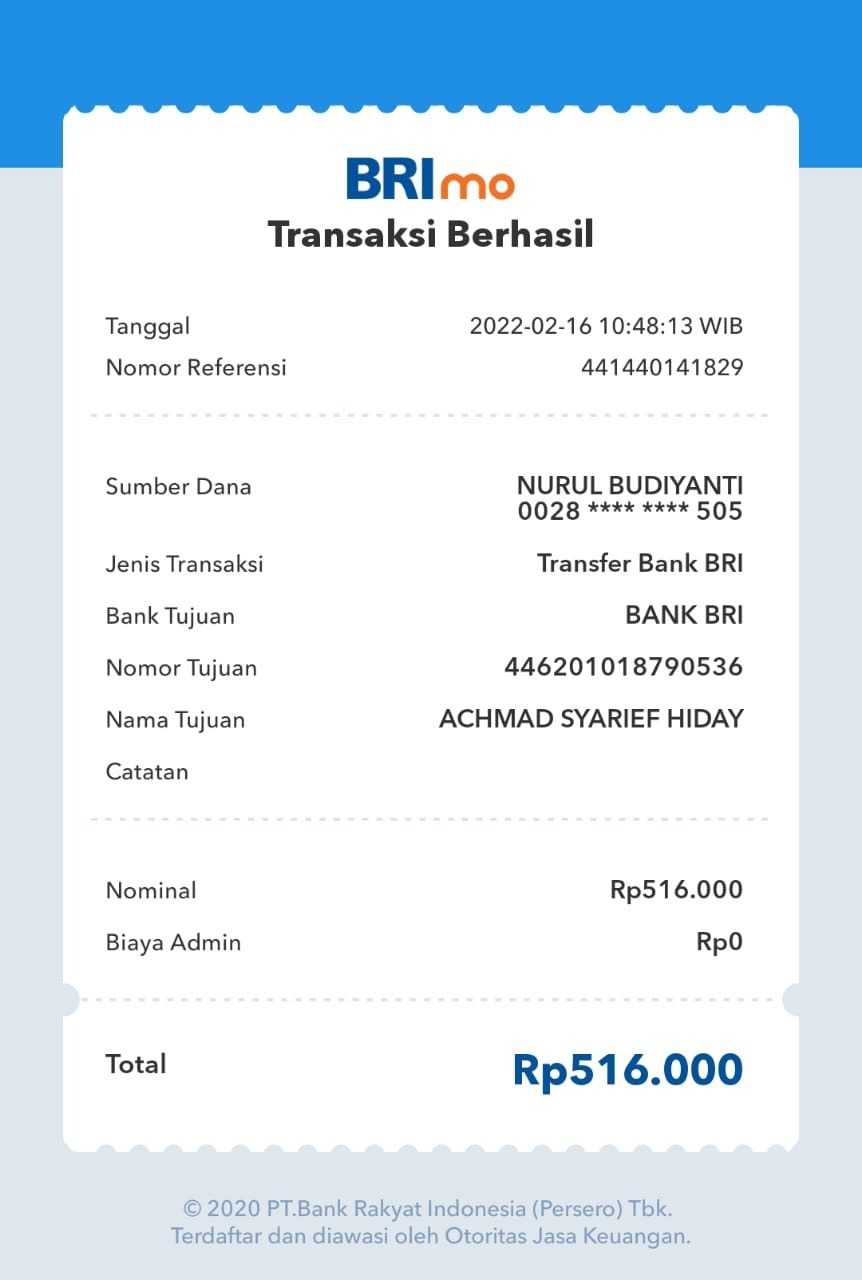 BRImo
Transaksi Berhasil
Tanggal 2022-02-16 10:48:13 WIB
Nomor Referensi 441440141829
Sumber Dana NURUL BUDIYANTI
0028 **** **** 505
Jenis Transaksi Transfer Bank BRI
Bank Tujuan BANK BRI
Nomor Tujuan 446201018790536
Nama Tujuan ACHMAD SYARIEF HIDAY
Catatan
Nominal Rp516.000
Biaya Admin Rp0
Total Rp516.000
© 2020 PT.Bank Rakyat Indonesia (Persero) Tbk.
Terdaftar dan diawasi oleh Otoritas Jasa Keuangan.